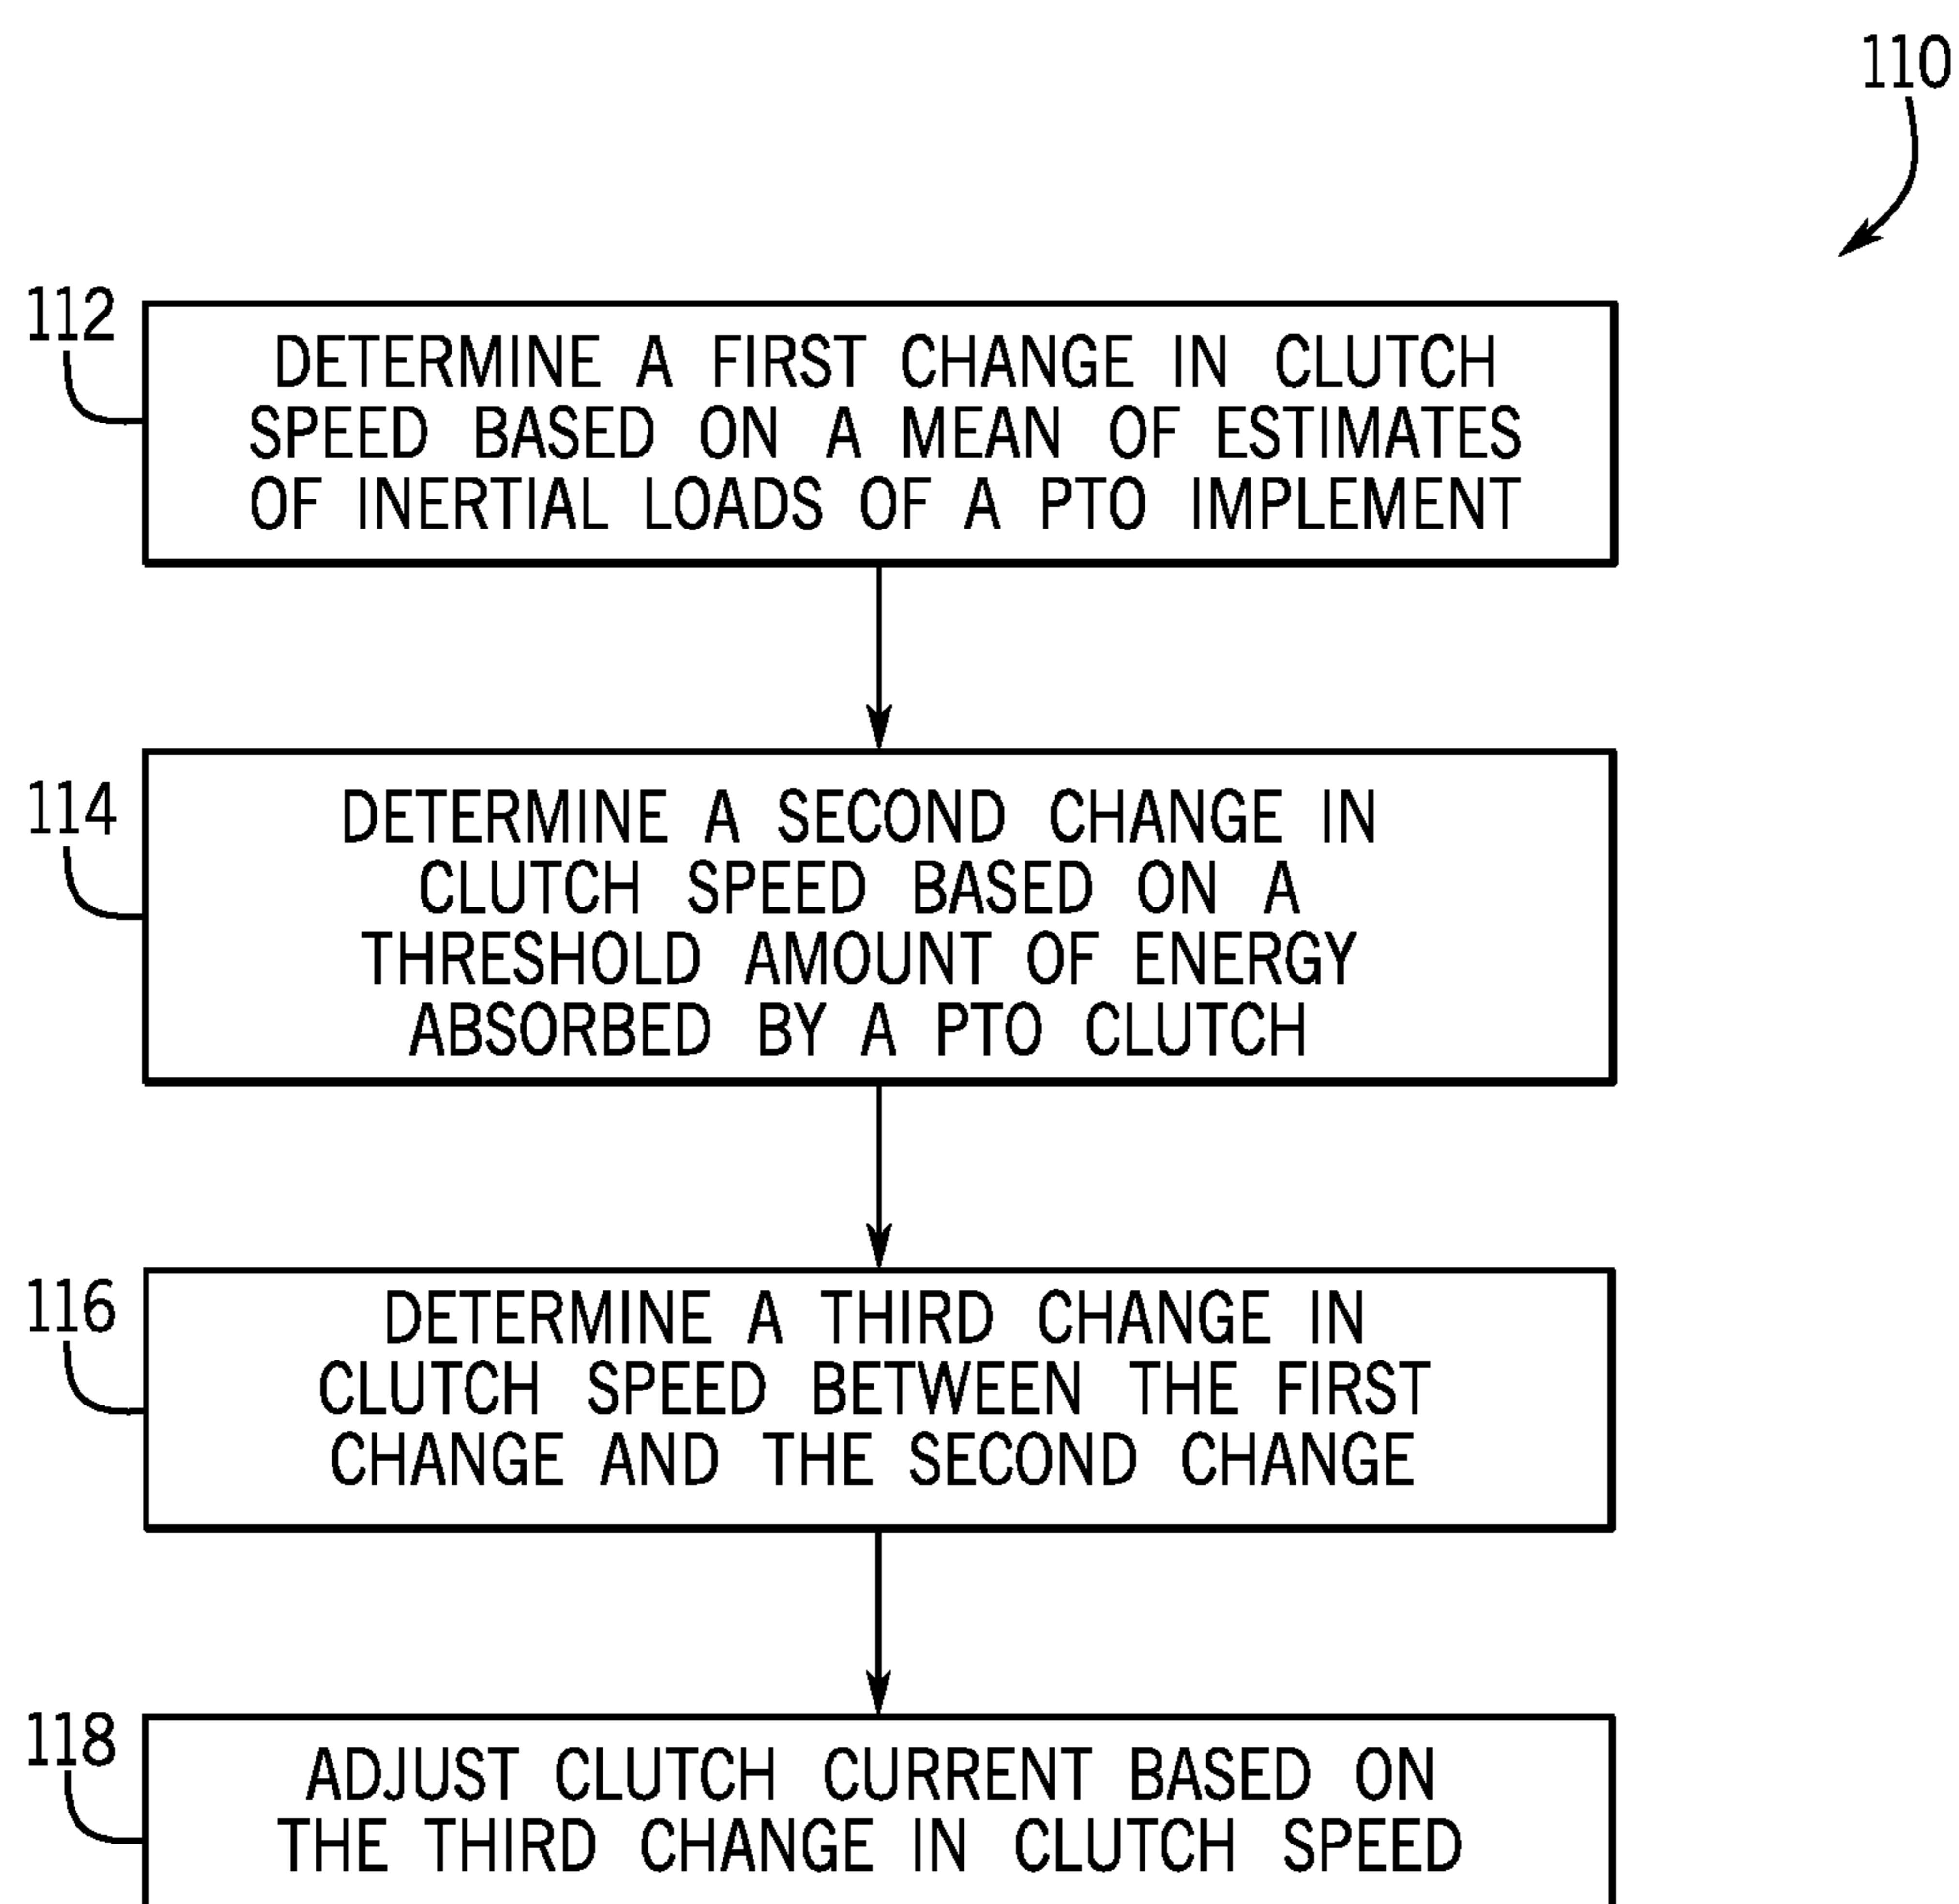 110
112
DETERMINE A FIRST CHANGE IN CLUTCH
SPEED BASED ON A MEAN OF ESTIMATES
OF INERTIAL LOADS OF A PTO IMPLEMENT
114
DETERMINE A SECOND CHANGE IN
CLUTCH SPEED BASED ON A
THRESHOLD AMOUNT OF ENERGY
ABSORBED BY A PTO CLUTCH
116
DETERMINE A THIRD CHANGE IN
CLUTCH SPEED BETWEEN THE FIRST
CHANGE AND THE SECOND CHANGE
118
ADJUST CLUTCH CURRENT BASED ON
THE THIRD CHANGE IN CLUTCH SPEED